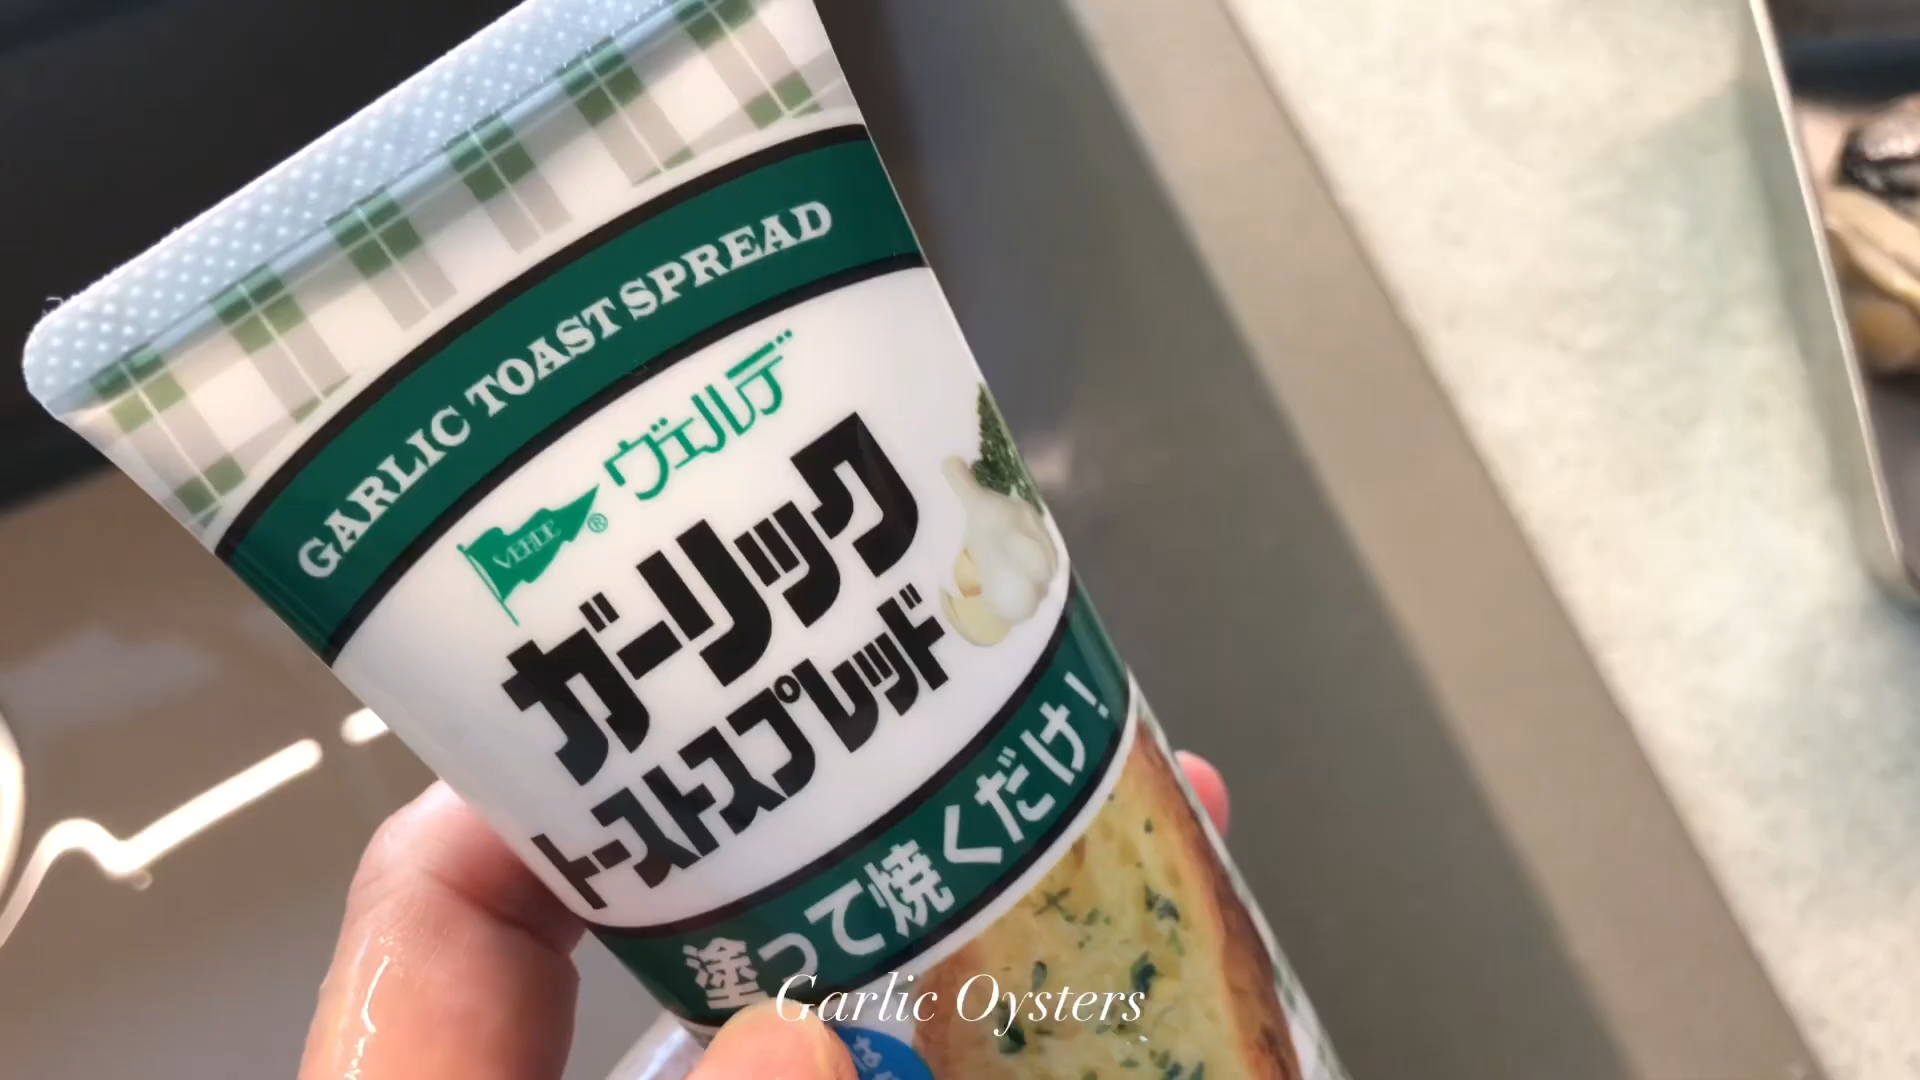 GARLIC TOAST SPREAD
ヴェルデ
VERDE ®
ガーリック
トーストスプレッド
塗って焼くだけ!
Garlic Oysters